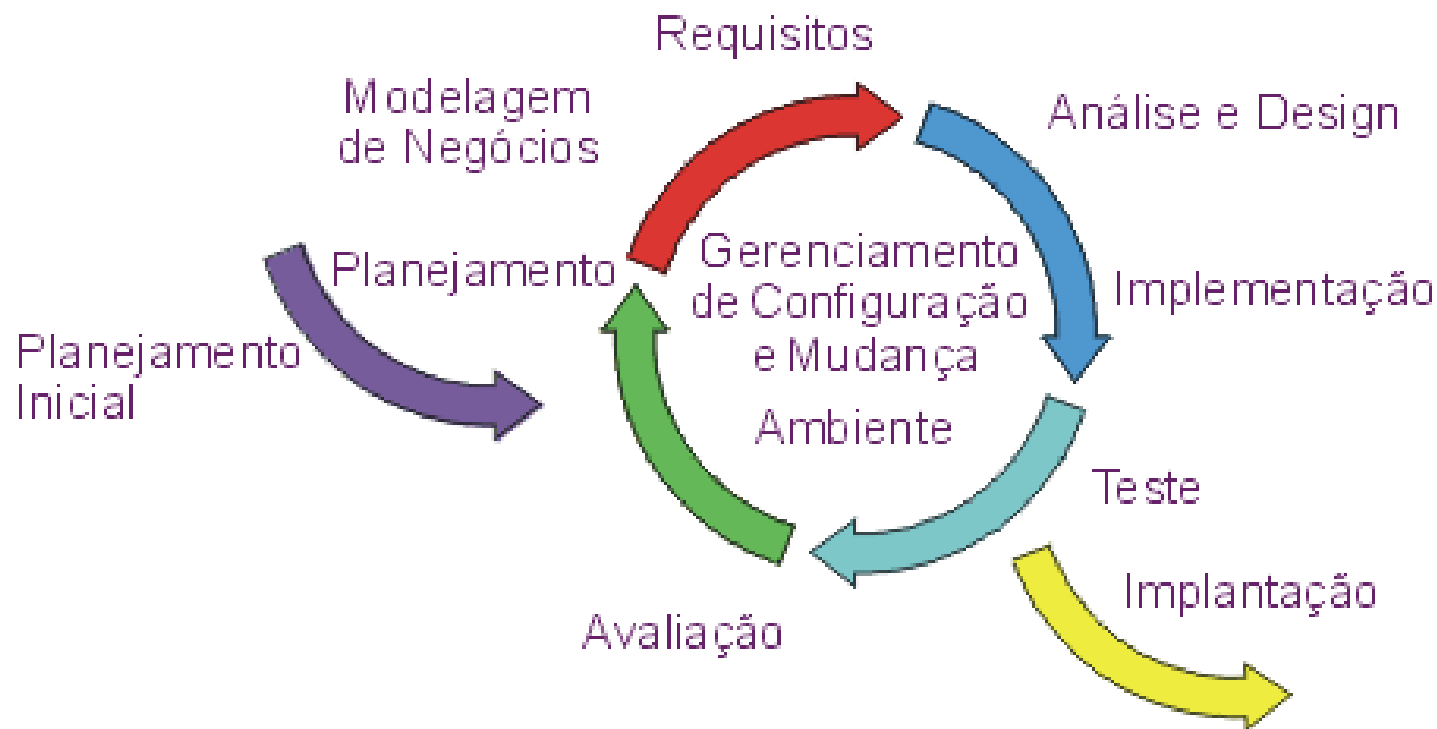 Requisitos
Modelagem
de Negócios
Análise e Design
Planejamento
Gerenciamento
de Configuração
e Mudança
Implementação
Planejamento
Inicial
Ambiente
Teste
Implantação
Avaliação